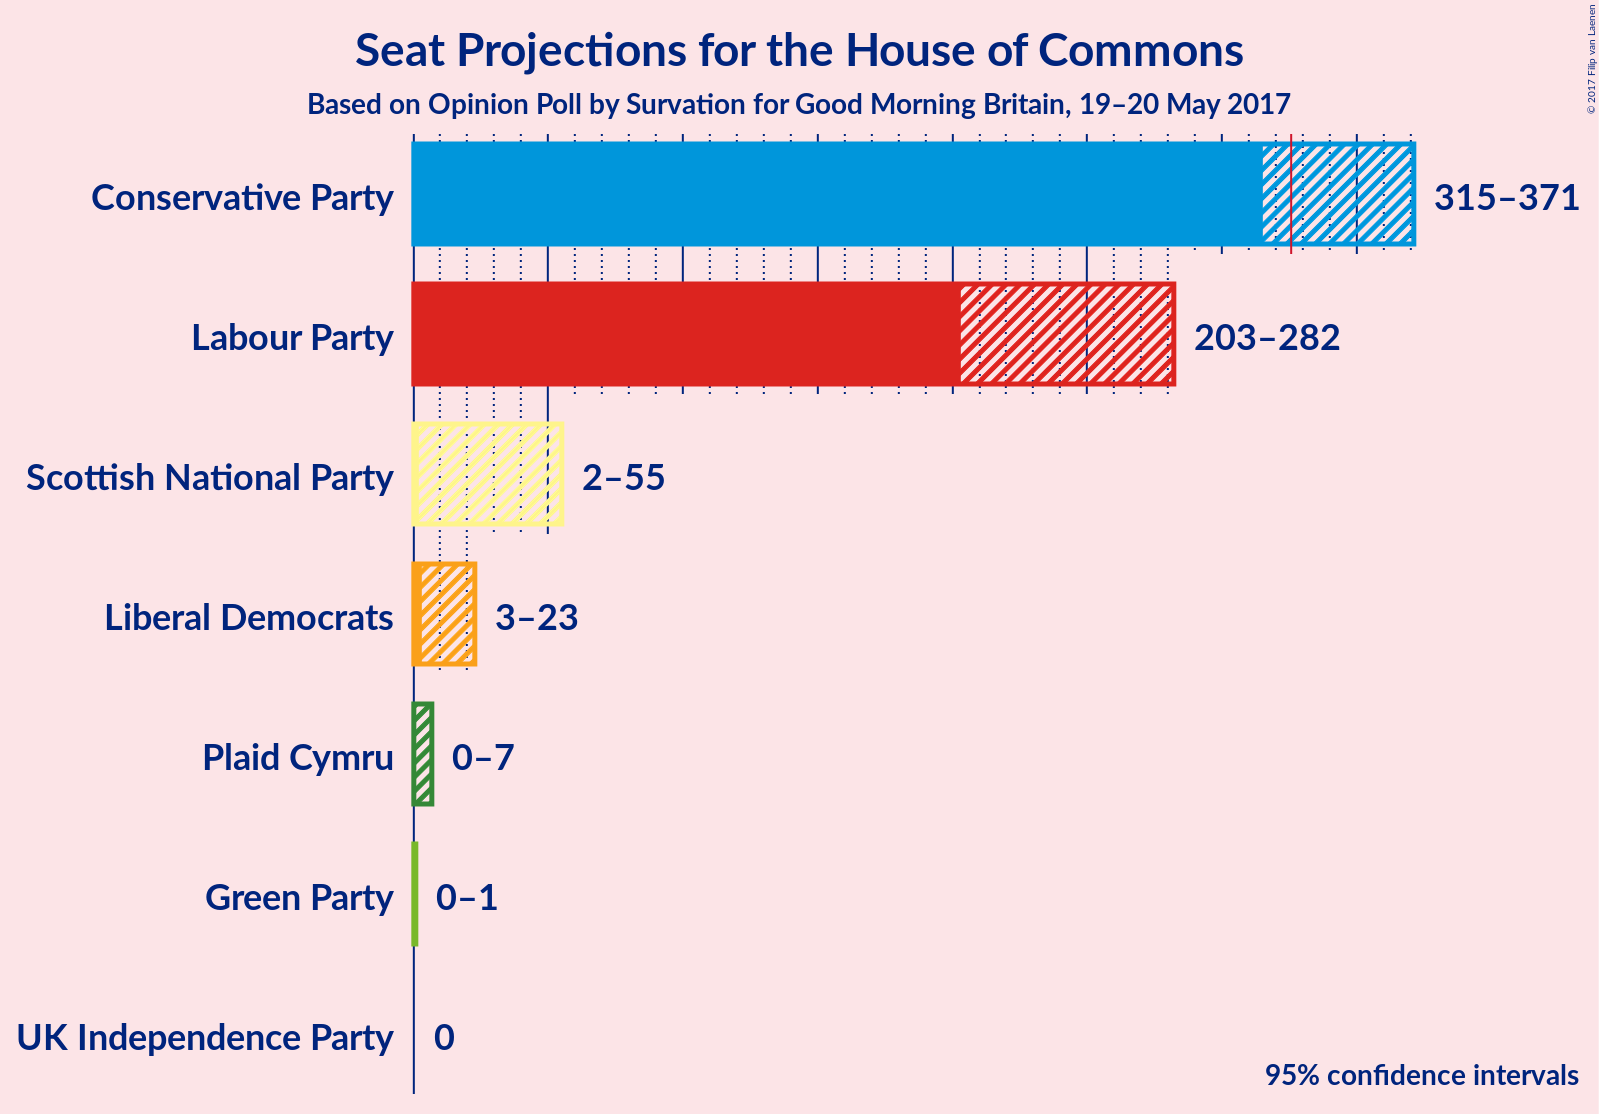 Seat Projections for the House of Commons
Based on Opinion Poll by Survation for Good Morning Britain, 19–20 May 2017
Conservative Party 315–371
Labour Party 203–282
Scottish National Party 2–55
Liberal Democrats 3–23
Plaid Cymru 0–7
Green Party 0–1
UK Independence Party 0
95% confidence intervals
© 2017 Filip van Laenen